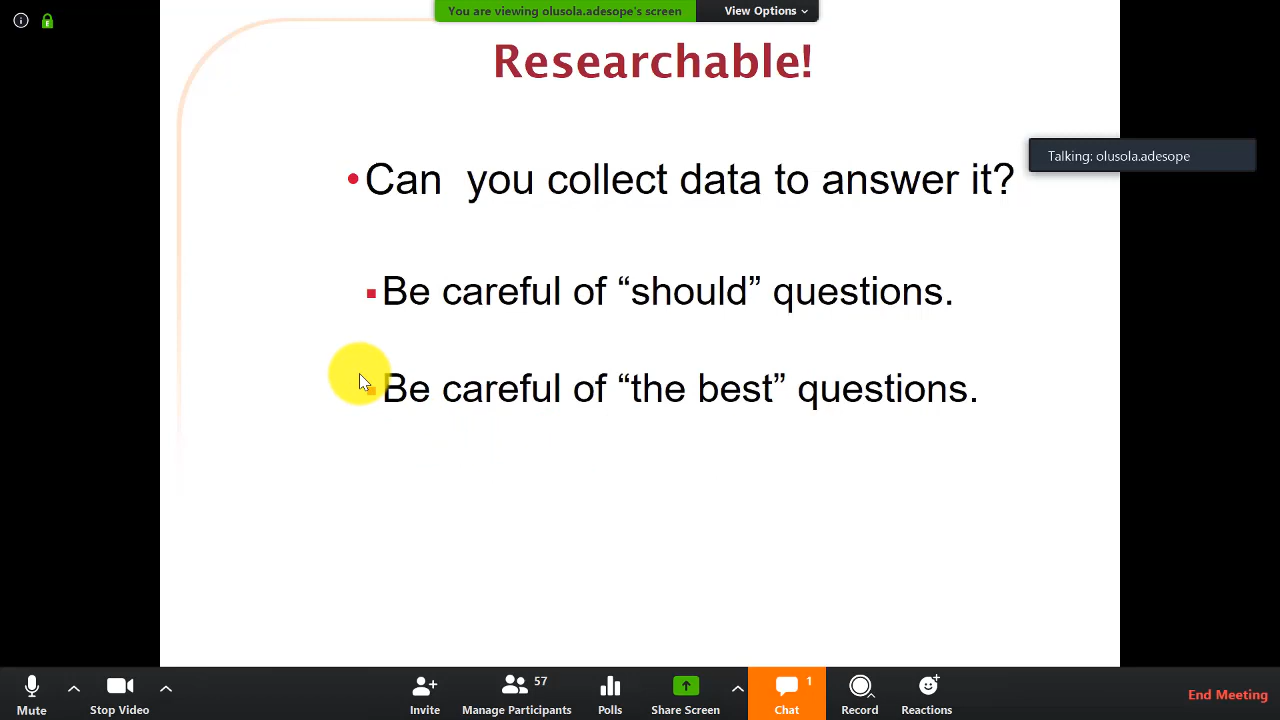 You are viewing olusola.adesope's screen
View Options
Researchable!
Talking: olusola.adesope
•Can you collect data to answer it?
▪Be careful of “should” questions.
▪Be careful of “the best” questions.
57
1
Mute
Stop Video
Invite
Manage Participants
Polls
Share Screen
Chat
Record
Reactions
End Meeting